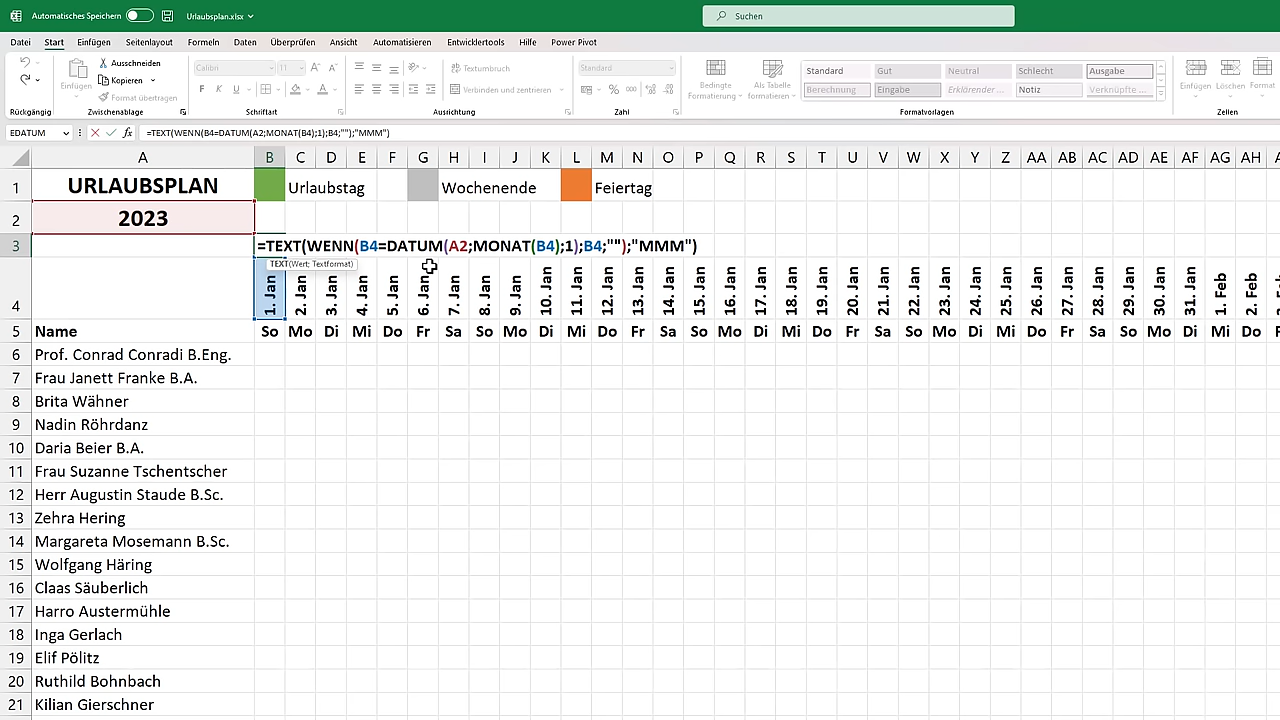 Automatisches Speichern Urlaubsplan.xlsx Suchen
Datei Start Einfügen Seitenlayout Formeln Daten Überprüfen Ansicht Automatisieren Entwicklertools Hilfe Power Pivot
Ausschneiden Calibri 11 Textumbruch Standard Standard Gut Neutral Schlecht Ausgabe
Kopieren
Einfügen Bedingte Als Tabelle Einfügen Löschen Format
Format übertragen F K U Verbinden und zentrieren Formatierung formatieren Berechnung Eingabe Erklärender ... Notiz Verknüpfte ...
Rückgängig Zwischenablage Schriftart Ausrichtung Zahl Formatvorlagen Zellen
EDATUM =TEXT(WENN(B4=DATUM(A2;MONAT(B4);1);B4;"");"MMM")
A B C D E F G H I J K L M N O P Q R S T U V W X Y Z AA AB AC AD AE AF AG AH
1 URLAUBSPLAN Urlaubstag Wochenende Feiertag
2 2023
3 =TEXT(WENN(B4=DATUM(A2;MONAT(B4);1);B4;"");"MMM")
TEXT(Wert; Textformat)
4 1. Jan 2. Jan 3. Jan 4. Jan 5. Jan 6. Jan 7. Jan 8. Jan 9. Jan 10. Jan 11. Jan 12. Jan 13. Jan 14. Jan 15. Jan 16. Jan 17. Jan 18. Jan 19. Jan 20. Jan 21. Jan 22. Jan 23. Jan 24. Jan 25. Jan 26. Jan 27. Jan 28. Jan 29. Jan 30. Jan 31. Jan 1. Feb 2. Feb
5 Name So Mo Di Mi Do Fr Sa So Mo Di Mi Do Fr Sa So Mo Di Mi Do Fr Sa So Mo Di Mi Do Fr Sa So Mo Di Mi Do
6 Prof. Conrad Conradi B.Eng.
7 Frau Janett Franke B.A.
8 Brita Wähner
9 Nadin Röhrdanz
10 Daria Beier B.A.
11 Frau Suzanne Tschentscher
12 Herr Augustin Staude B.Sc.
13 Zehra Hering
14 Margareta Mosemann B.Sc.
15 Wolfgang Häring
16 Claas Säuberlich
17 Harro Austermühle
18 Inga Gerlach
19 Elif Pölitz
20 Ruthild Bohnbach
21 Kilian Gierschner